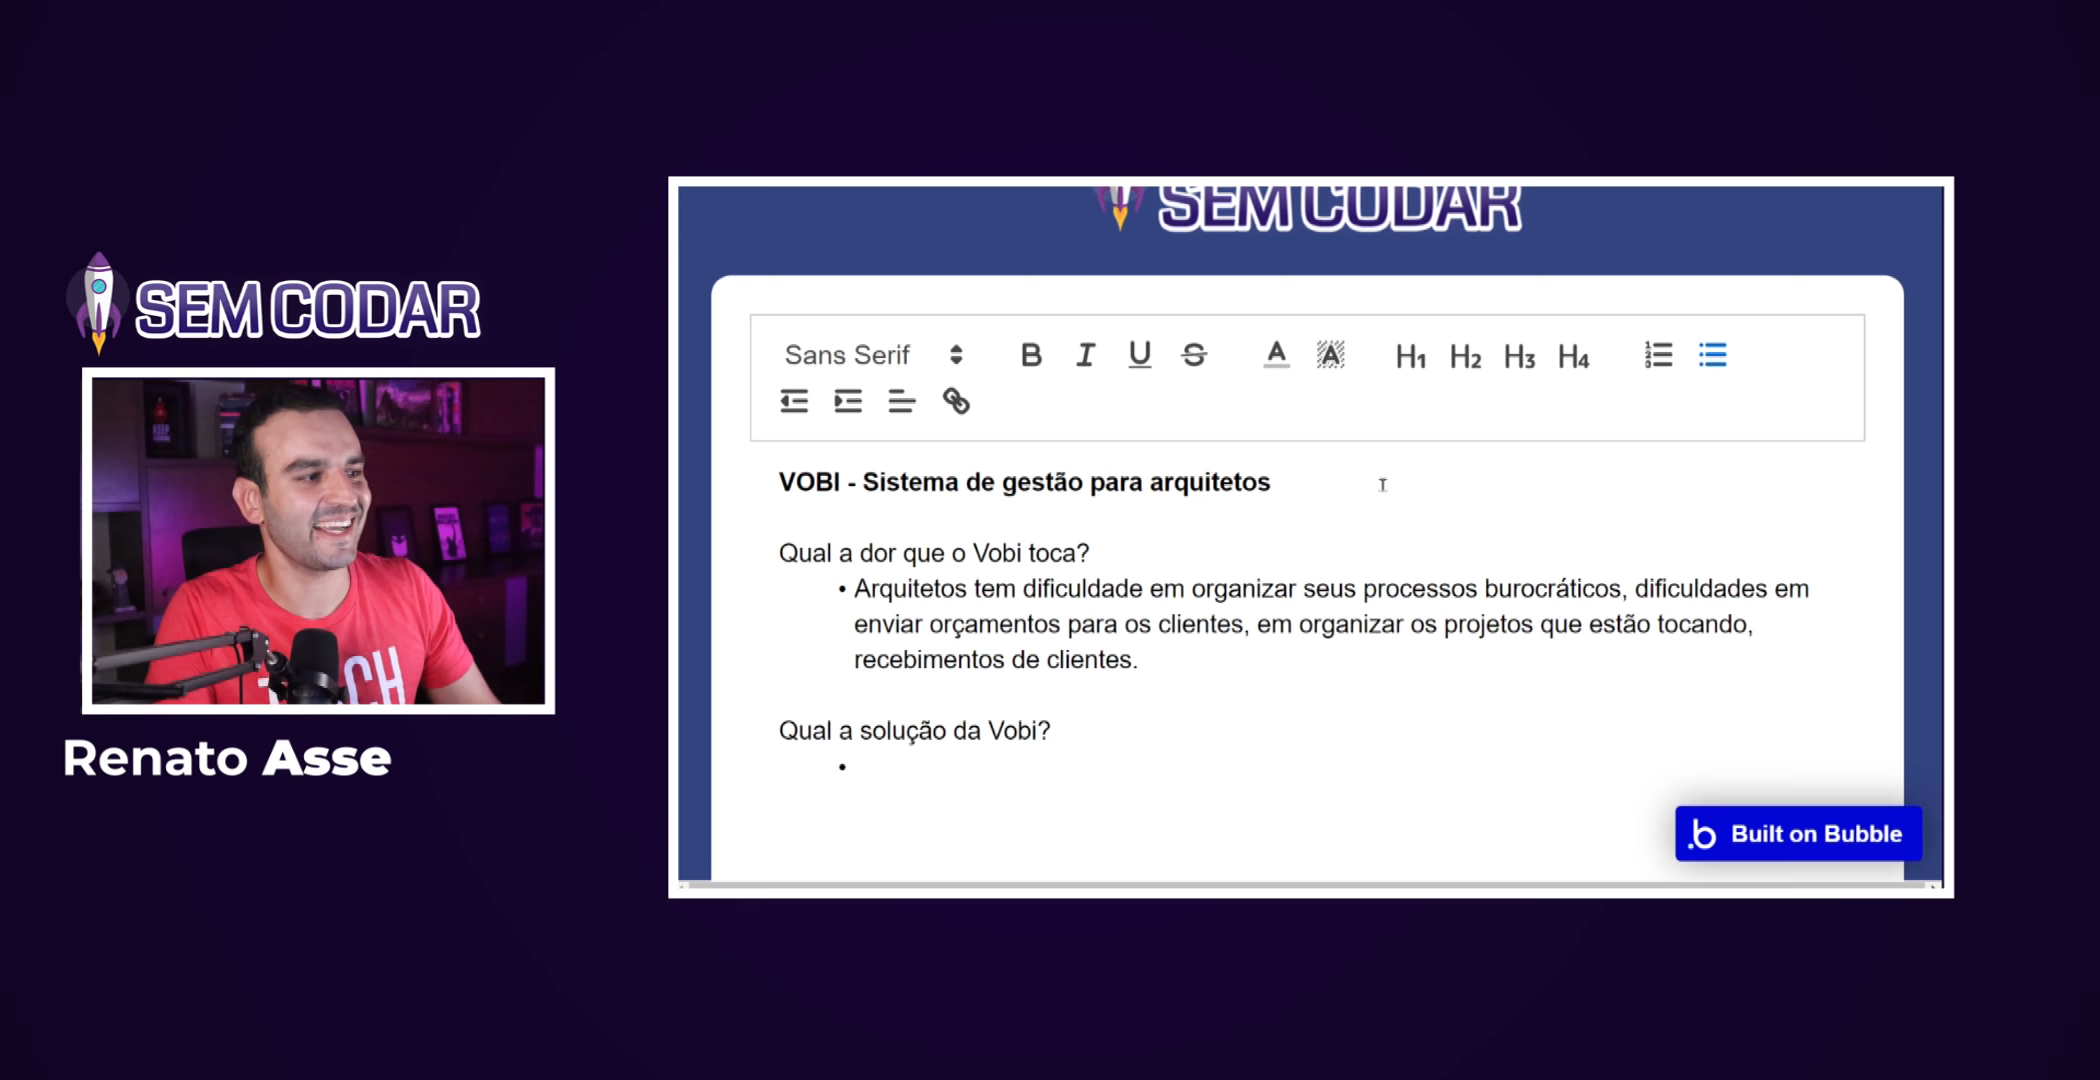 SEM CODAR
SEM CODAR
Renato Asse
Sans Serif
B I U S A A H1 H2 H3 H4
VOBI - Sistema de gestão para arquitetos
Qual a dor que o Vobi toca?
• Arquitetos tem dificuldade em organizar seus processos burocráticos, dificuldades em
enviar orçamentos para os clientes, em organizar os projetos que estão tocando,
recebimentos de clientes.
Qual a solução da Vobi?
•
.b Built on Bubble